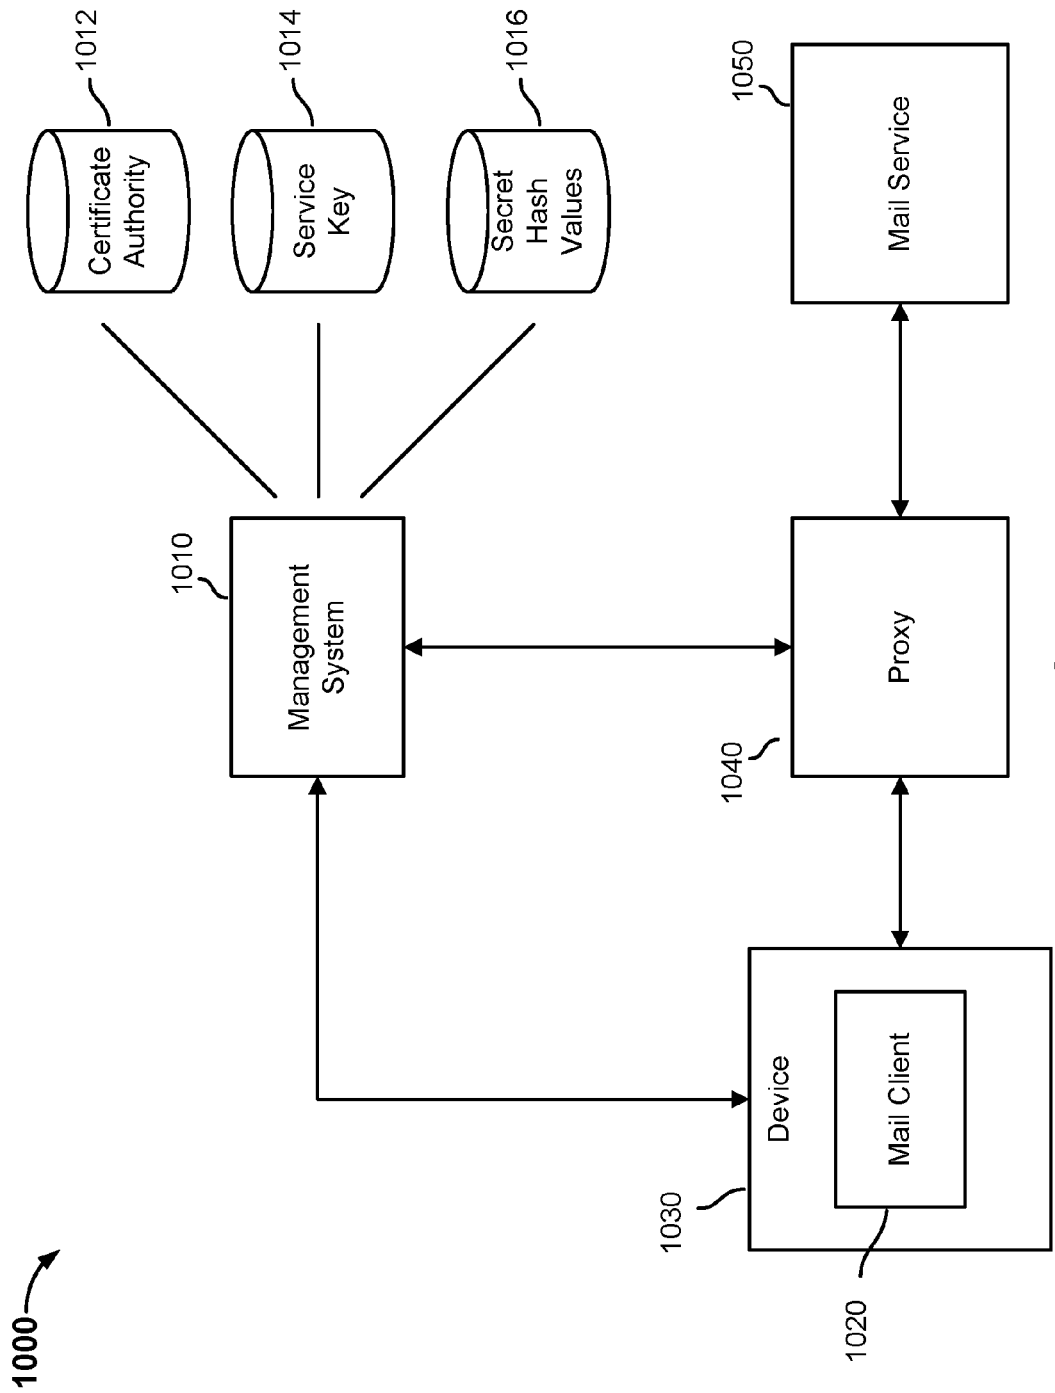 1000
1012
Certificate
Authority
1014
Service
Key
1016
Secret
Hash
Values
1010
Management
System
1030
Device
1020
Mail Client
1040
Proxy
1050
Mail Service